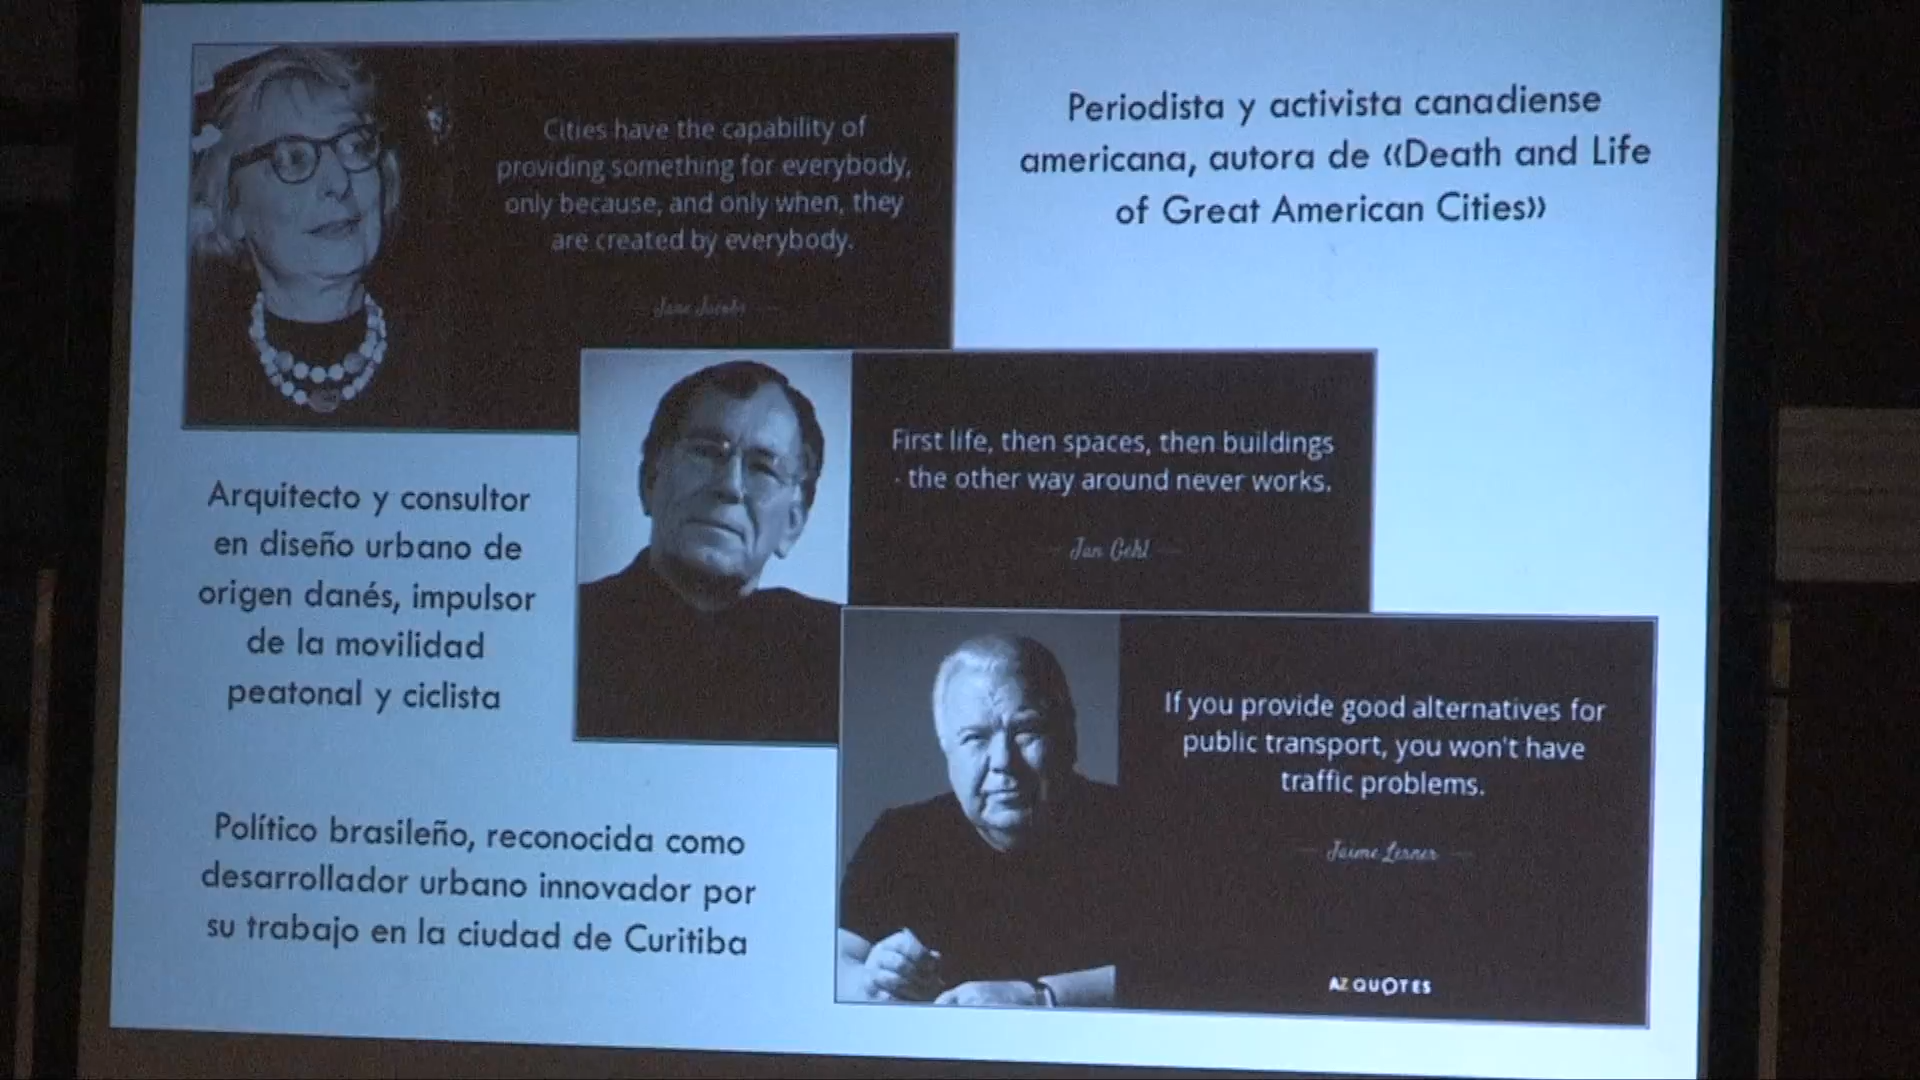 Cities have the capability of
providing something for everybody,
only because, and only when, they
are created by everybody.
Jane Jacobs
Periodista y activista canadiense
americana, autora de «Death and Life
of Great American Cities»
First life, then spaces, then buildings
- the other way around never works.
Jan Gehl
Arquitecto y consultor
en diseño urbano de
origen danés, impulsor
de la movilidad
peatonal y ciclista
If you provide good alternatives for
public transport, you won't have
traffic problems.
Jaime Lerner
AZ QUOTES
Político brasileño, reconocida como
desarrollador urbano innovador por
su trabajo en la ciudad de Curitiba